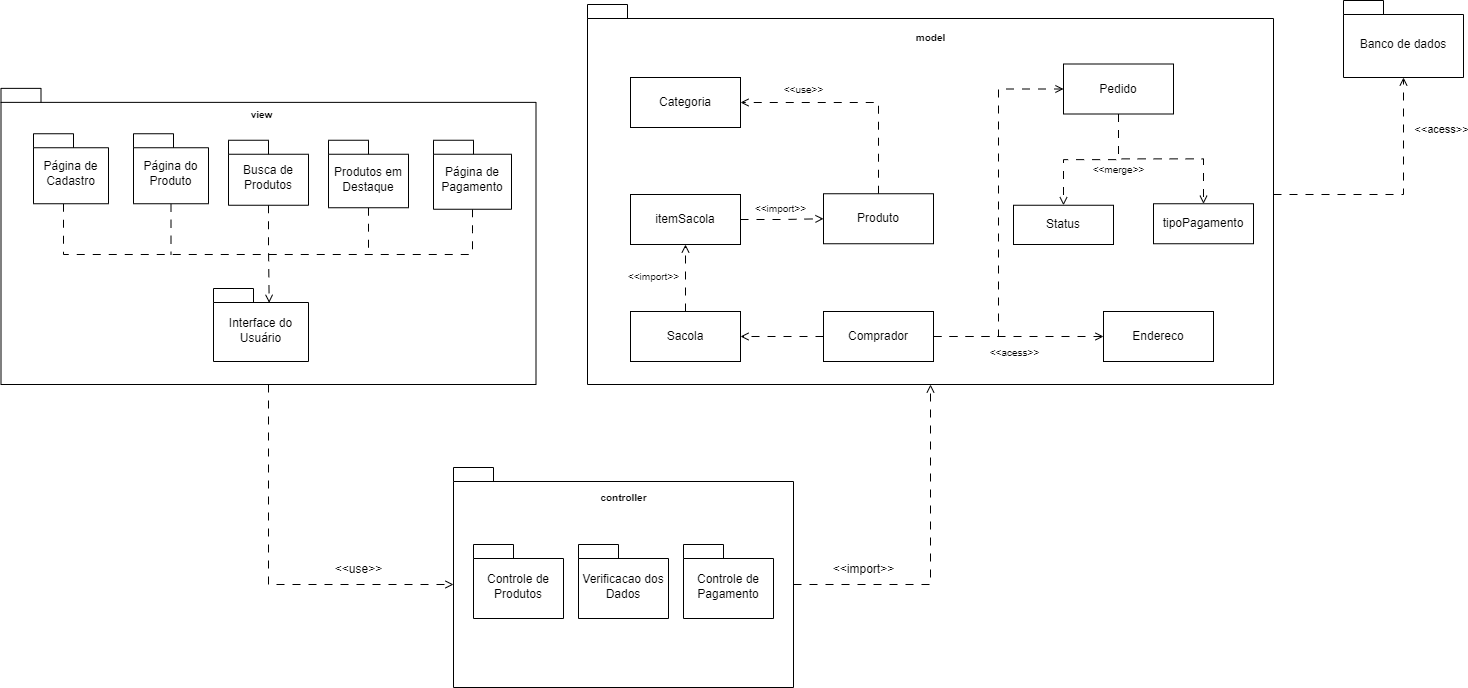 model
Banco de dados
Categoria
<<use>>
Pedido
<<acess>>
view
Página de
Cadastro
Página do
Produto
Busca de
Produtos
Produtos em
Destaque
Página de
Pagamento
<<merge>>
itemSacola
<<import>>
Produto
Status
tipoPagamento
<<import>>
Interface do
Usuário
Sacola
Comprador
<<acess>>
Endereco
controller
<<use>>
Controle de
Produtos
Verificacao dos
Dados
Controle de
Pagamento
<<import>>